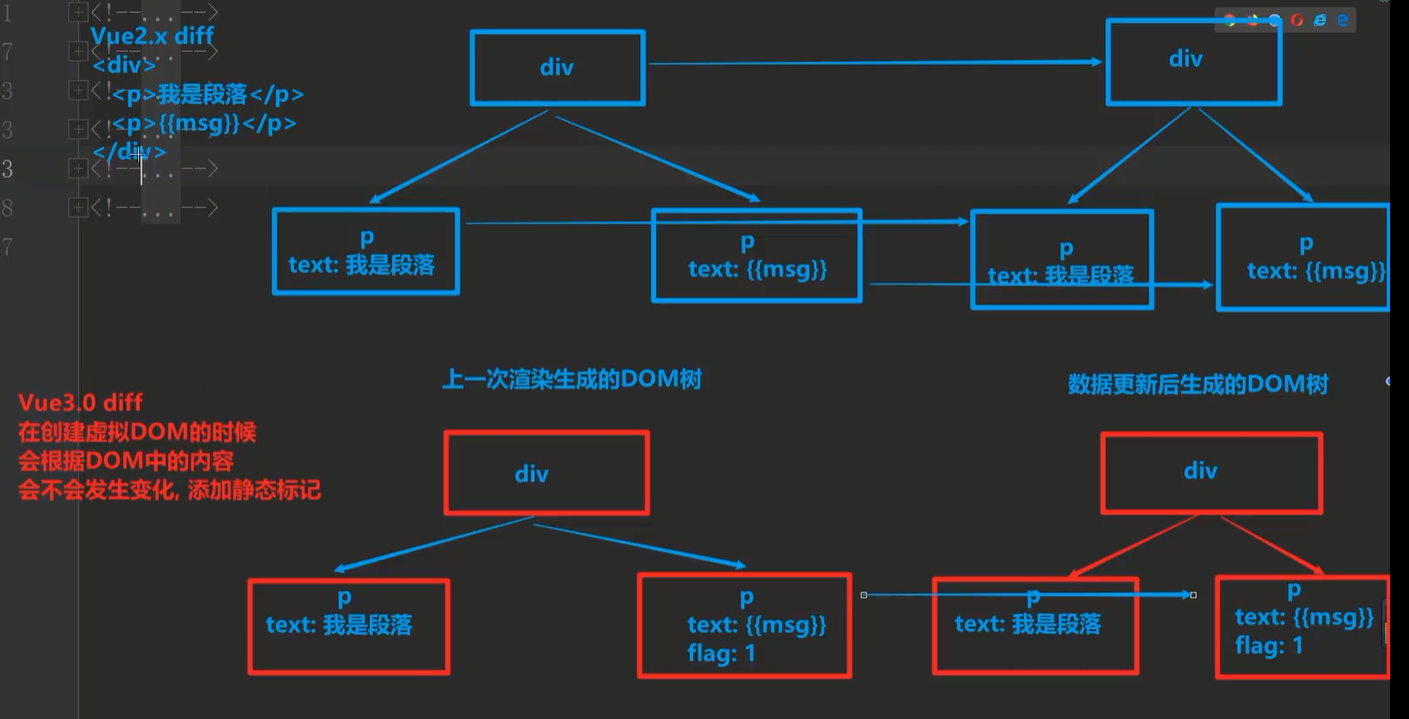 Vue2.x diff
<div>
<p>我是段落</p>
<p>{{msg}}</p>
</div>
1
7
3
3
3
8
7
<!-- ... -->
<!-- ... -->
<!-- ... -->
<!-- ... -->
<!-- ... -->
<!-- ... -->
div
div
p
text: 我是段落
p
text: {{msg}}
p
text: 我是段落
p
text: {{msg}}
上一次渲染生成的DOM树
数据更新后生成的DOM树
Vue3.0 diff
在创建虚拟DOM的时候
会根据DOM中的内容
会不会发生变化, 添加静态标记
div
div
p
text: 我是段落
p
text: {{msg}}
flag: 1
p
text: 我是段落
p
text: {{msg}}
flag: 1